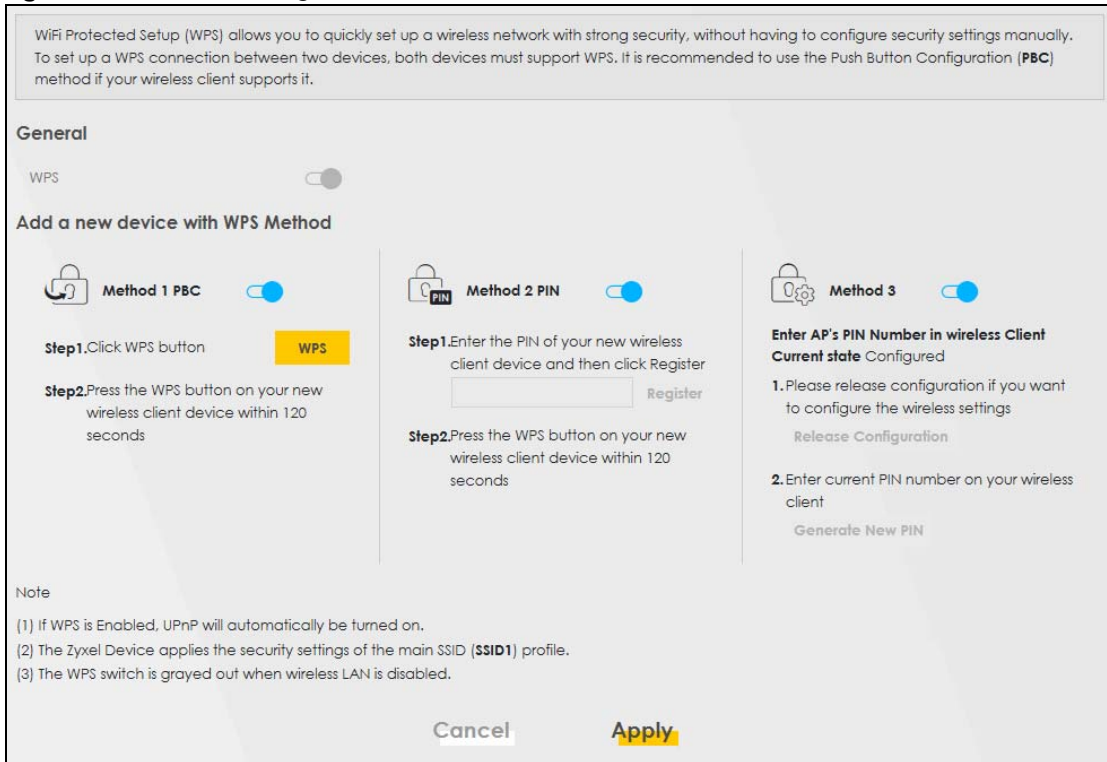 WiFi Protected Setup (WPS) allows you to quickly set up a wireless network with strong security, without having to configure security settings manually.
To set up a WPS connection between two devices, both devices must support WPS. It is recommended to use the Push Button Configuration (PBC)
method if your wireless client supports it.
General
WPS
Add a new device with WPS Method
Method 1 PBC
Step1.Click WPS button
WPS
Step2.Press the WPS button on your new
wireless client device within 120
seconds
PIN
Method 2 PIN
Step1.Enter the PIN of your new wireless
client device and then click Register
Register
Step2.Press the WPS button on your new
wireless client device within 120
seconds
Method 3
Enter AP's PIN Number in wireless Client
Current state Configured
1.Please release configuration if you want
to configure the wireless settings
Release Configuration
2.Enter current PIN number on your wireless
client
Generate New PIN
Note
(1) If WPS is Enabled, UPnP will automatically be turned on.
(2) The Zyxel Device applies the security settings of the main SSID (SSID1) profile.
(3) The WPS switch is grayed out when wireless LAN is disabled.
Cancel
Apply